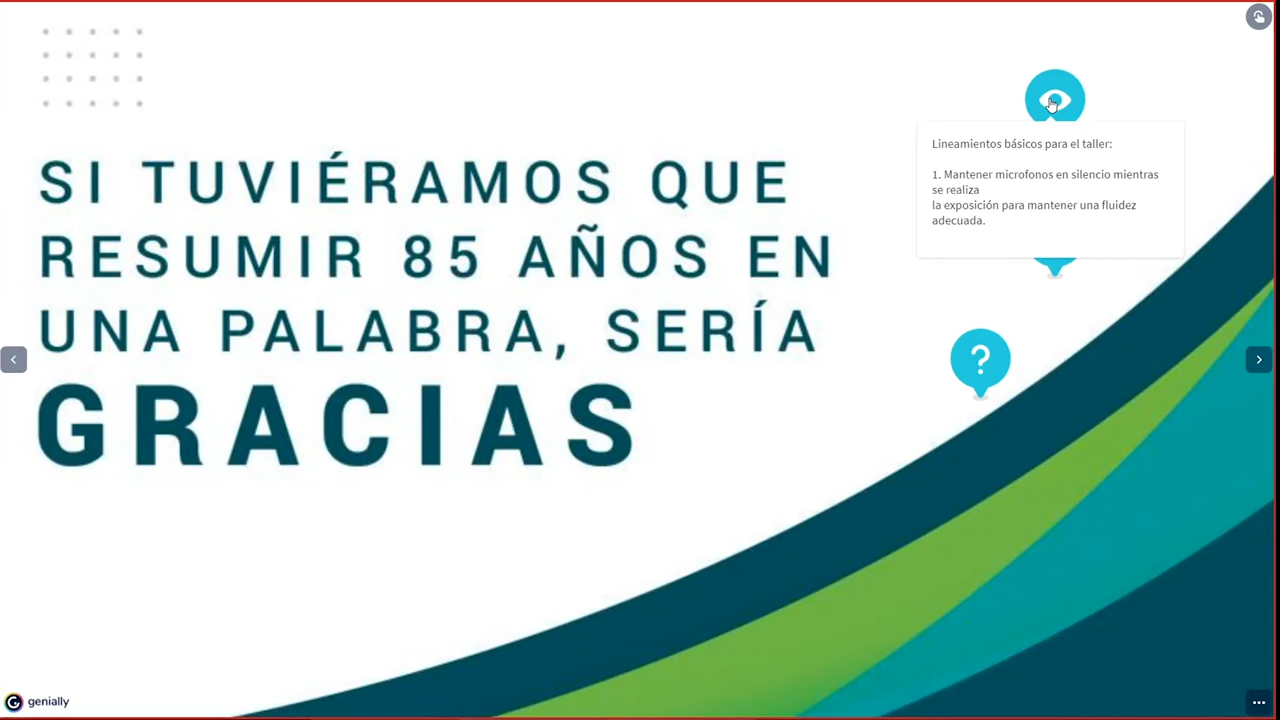 SI TUVIÉRAMOS QUE
RESUMIR 85 AÑOS EN
UNA PALABRA, SERÍA
GRACIAS
Lineamientos básicos para el taller:
1. Mantener microfonos en silencio mientras
se realiza
la exposición para mantener una fluidez
adecuada.
?
genially